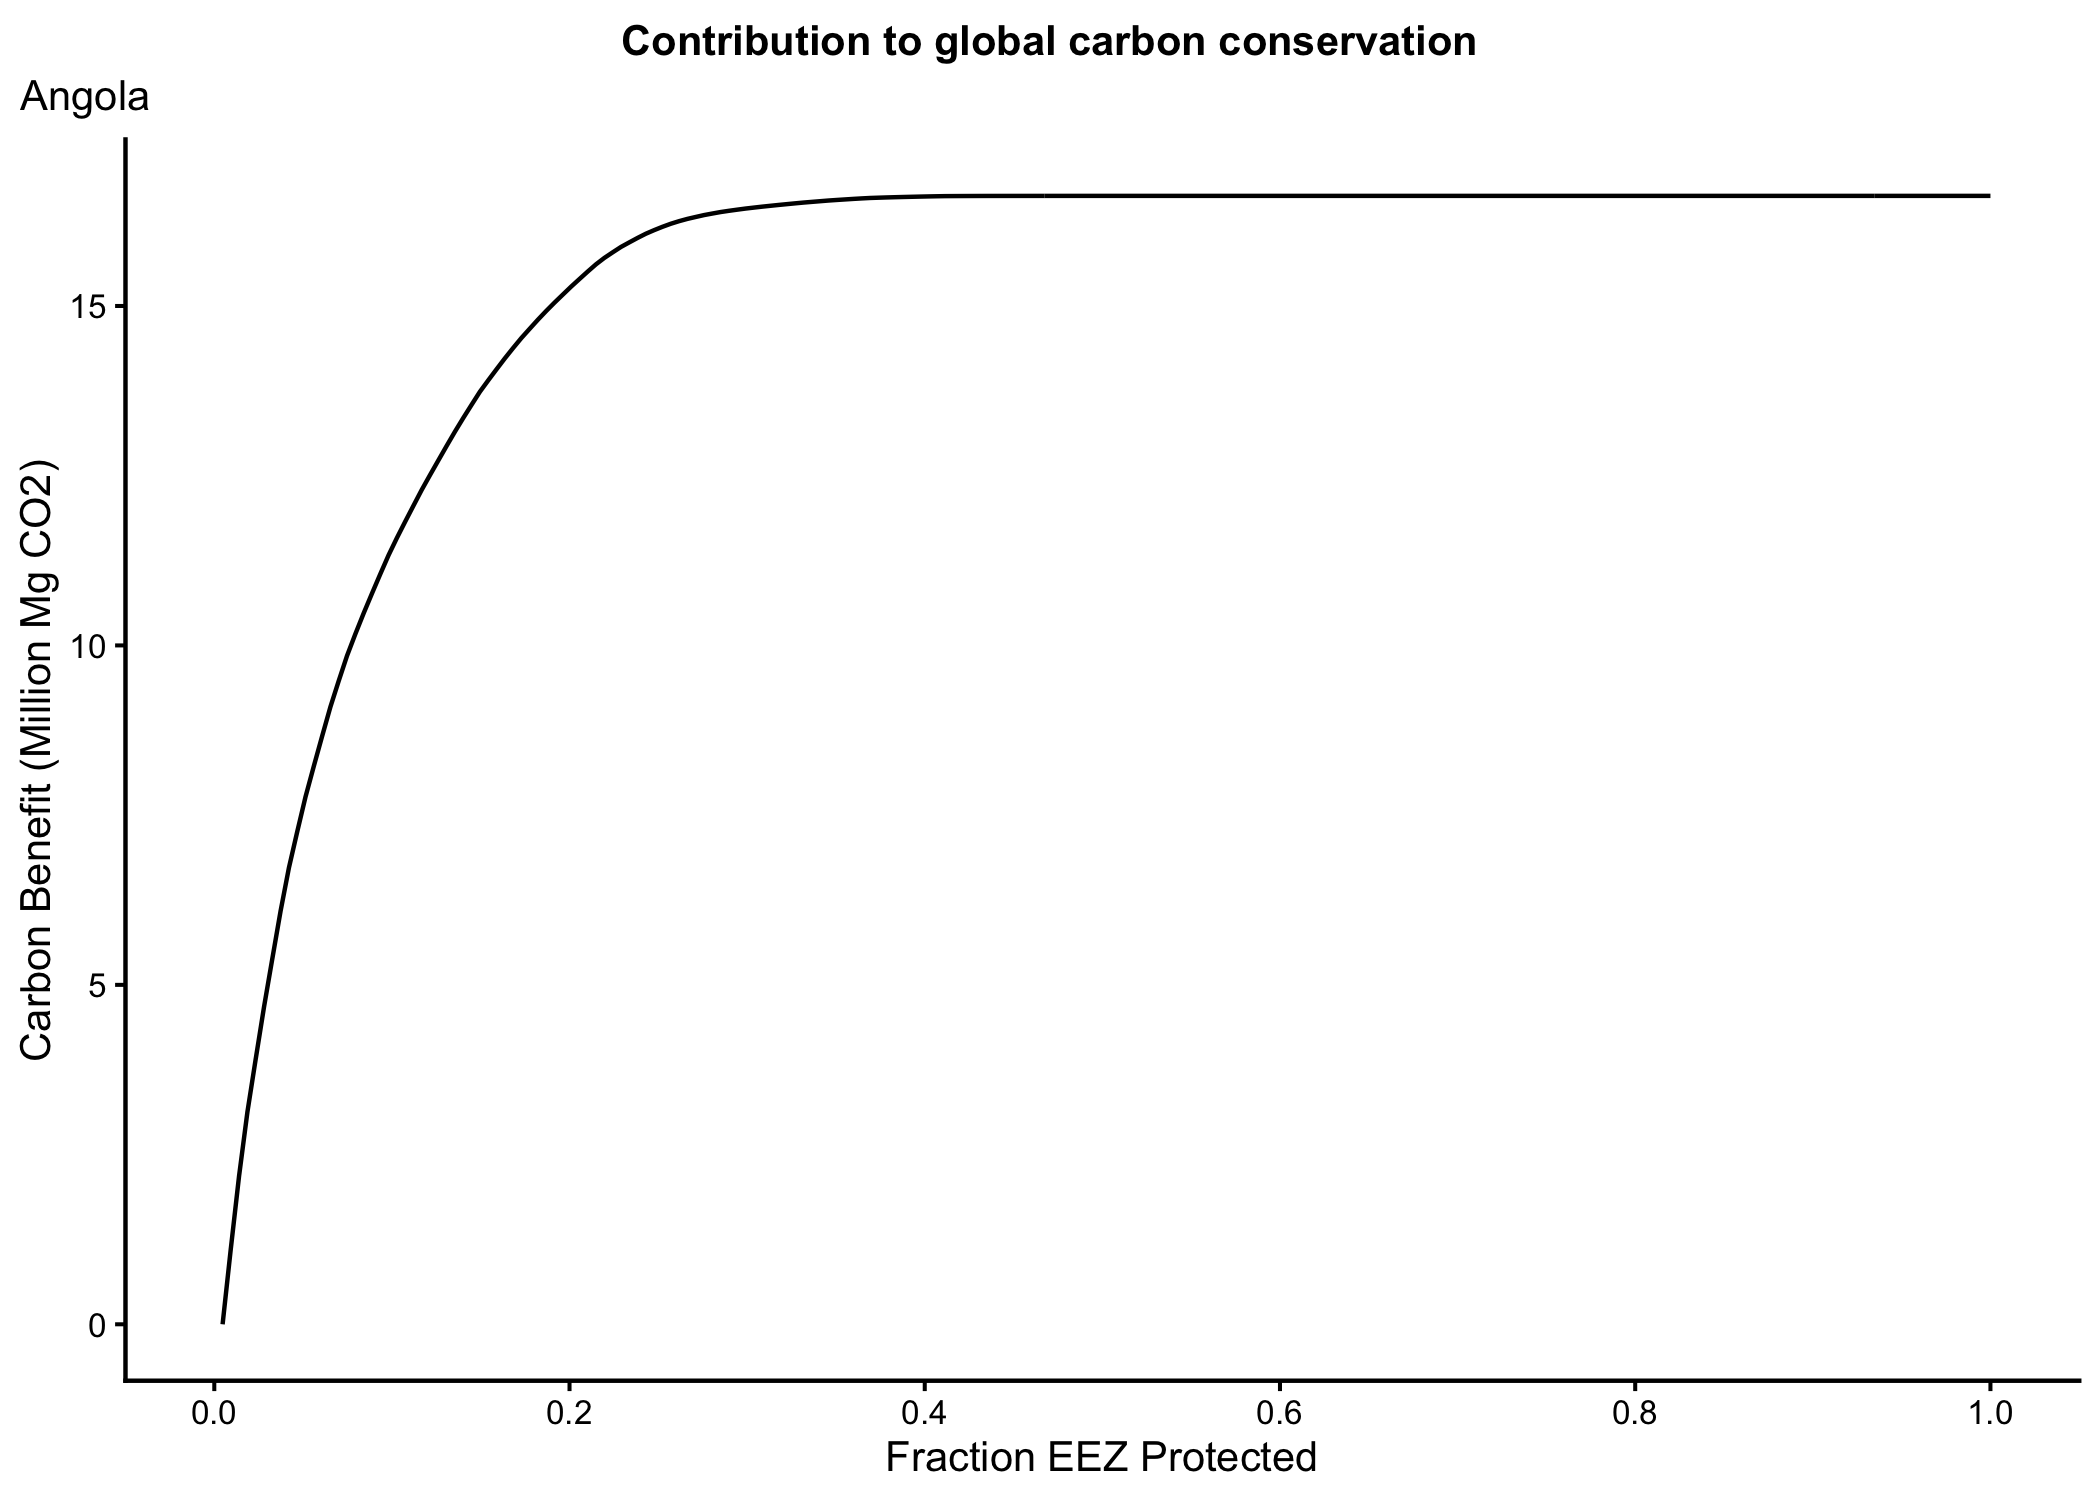 Contribution to global carbon conservation
Angola
Carbon Benefit (Million Mg CO2)
15
10
5
0
0.0 0.2 0.4 0.6 0.8 1.0
Fraction EEZ Protected